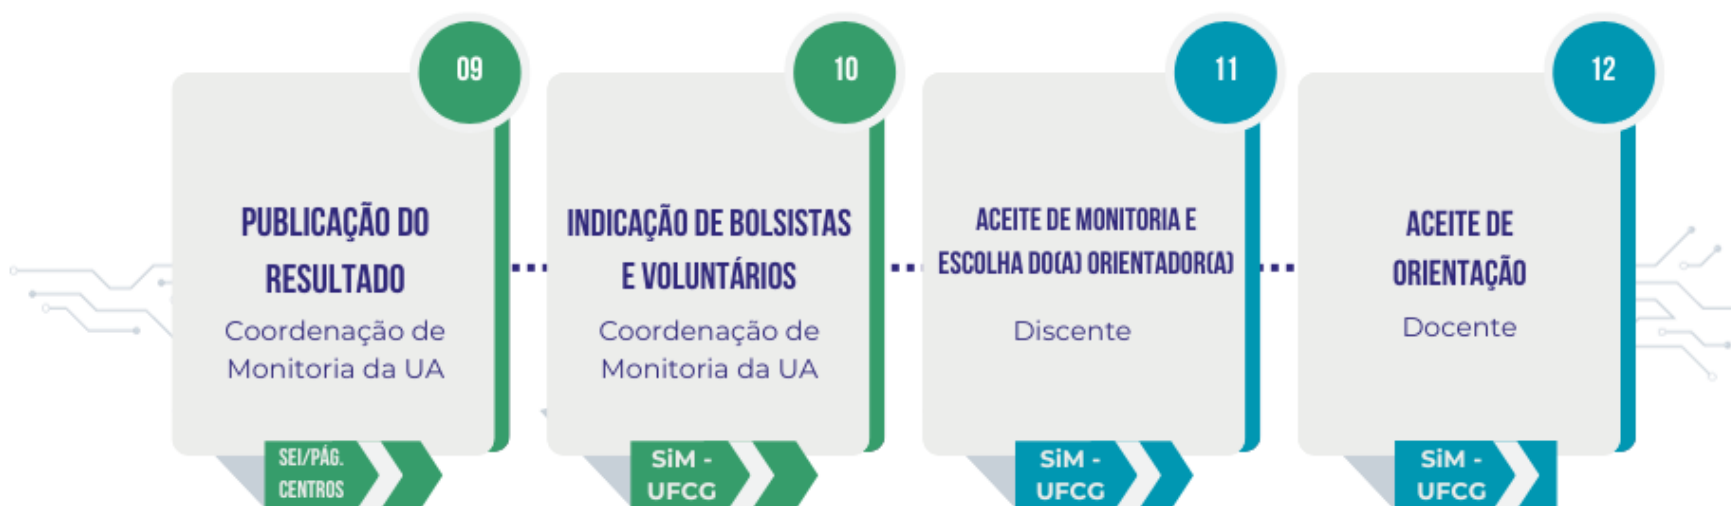 09
PUBLICAÇÃO DO
RESULTADO
Coordenação de
Monitoria da UA
SEI/PÁG.
CENTROS
10
INDICAÇÃO DE BOLSISTAS
E VOLUNTÁRIOS
Coordenação de
Monitoria da UA
SiM -
UFCG
11
ACEITE DE MONITORIA E
ESCOLHA DO(A) ORIENTADOR(A)
Discente
SiM -
UFCG
12
ACEITE DE
ORIENTAÇÃO
Docente
SiM -
UFCG